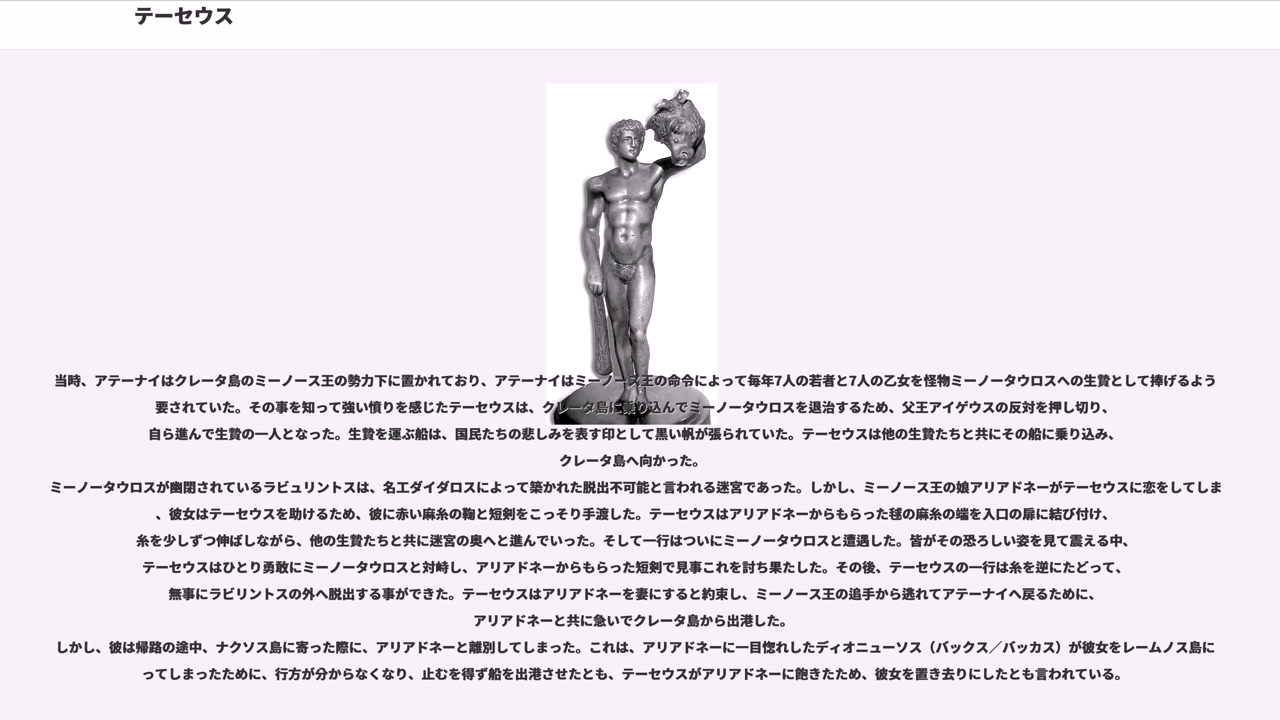 テーセウス
当時、アテーナイはクレータ島のミーノース王の勢力下に置かれており、アテーナイはミーノース王の命令によって毎年7人の若者と7人の乙女を怪物ミーノータウロスへの生贄として捧げるよう
要されていた。その事を知って強い憤りを感じたテーセウスは、クレータ島に乗り込んでミーノータウロスを退治するため、父王アイゲウスの反対を押し切り、
自ら進んで生贄の一人となった。生贄を運ぶ船は、国民たちの悲しみを表す印として黒い帆が張られていた。テーセウスは他の生贄たちと共にその船に乗り込み、
クレータ島へ向かった。
ミーノータウロスが幽閉されているラビュリントスは、名工ダイダロスによって築かれた脱出不可能と言われる迷宮であった。しかし、ミーノース王の娘アリアドネーがテーセウスに恋をしてしま
、彼女はテーセウスを助けるため、彼に赤い麻糸の鞠と短剣をこっそり手渡した。テーセウスはアリアドネーからもらった毬の麻糸の端を入口の扉に結び付け、
糸を少しずつ伸ばしながら、他の生贄たちと共に迷宮の奥へと進んでいった。そして一行はついにミーノータウロスと遭遇した。皆がその恐ろしい姿を見て震える中、
テーセウスはひとり勇敢にミーノータウロスと対峙し、アリアドネーからもらった短剣で見事これを討ち果たした。その後、テーセウスの一行は糸を逆にたどって、
無事にラビリントスの外へ脱出する事ができた。テーセウスはアリアドネーを妻にすると約束し、ミーノース王の追手から逃れてアテーナイへ戻るために、
アリアドネーと共に急いでクレータ島から出港した。
しかし、彼は帰路の途中、ナクソス島に寄った際に、アリアドネーと離別してしまった。これは、アリアドネーに一目惚れしたディオニューソス（バックス／バッカス）が彼女をレームノス島に
ってしまったために、行方が分からなくなり、止むを得ず船を出港させたとも、テーセウスがアリアドネーに飽きたため、彼女を置き去りにしたとも言われている。